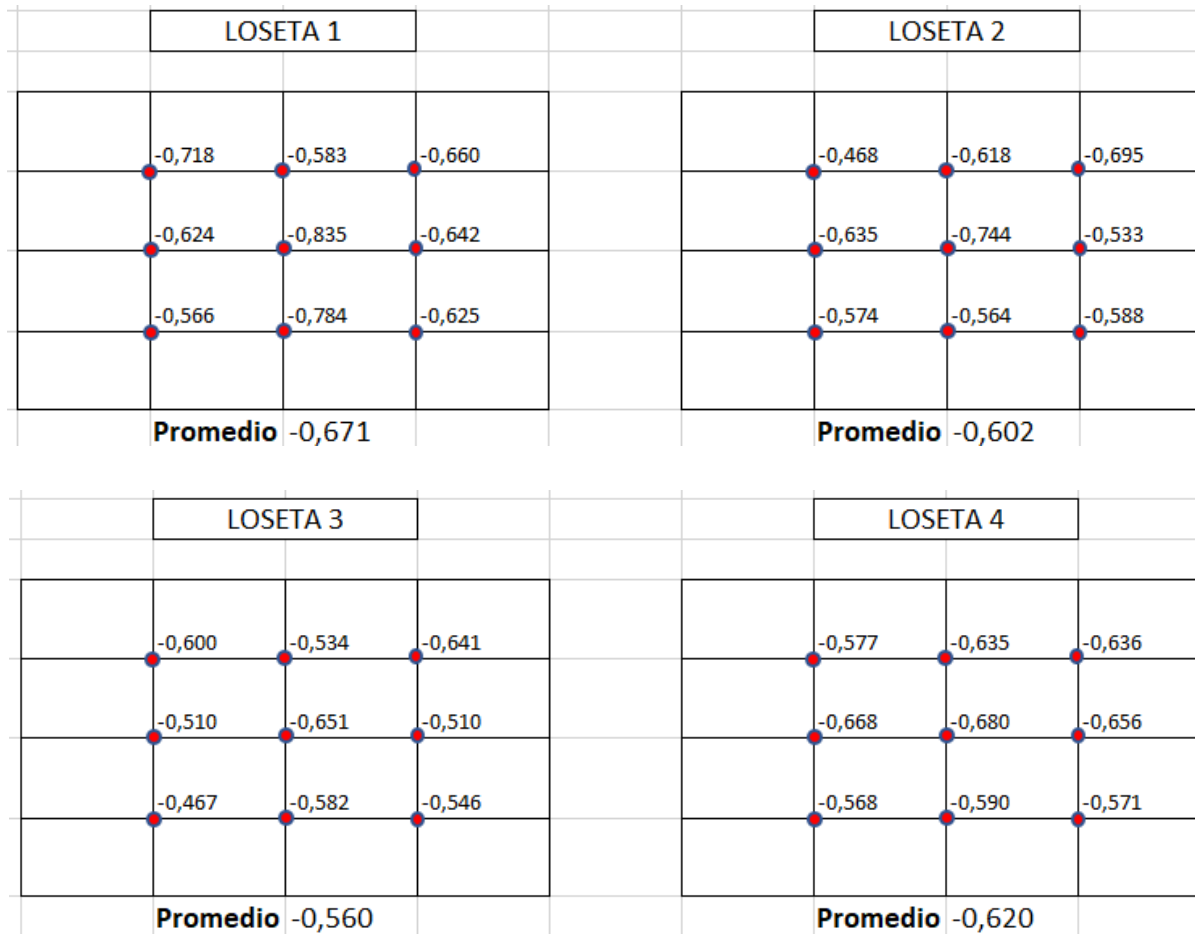 LOSETA 1
LOSETA 2
-0,718 -0,583 -0,660
-0,468 -0,618 -0,695
-0,624 -0,835 -0,642
-0,635 -0,744 -0,533
-0,566 -0,784 -0,625
-0,574 -0,564 -0,588
Promedio -0,671
Promedio -0,602
LOSETA 3
LOSETA 4
-0,600 -0,534 -0,641
-0,577 -0,635 -0,636
-0,510 -0,651 -0,510
-0,668 -0,680 -0,656
-0,467 -0,582 -0,546
-0,568 -0,590 -0,571
Promedio -0,560
Promedio -0,620